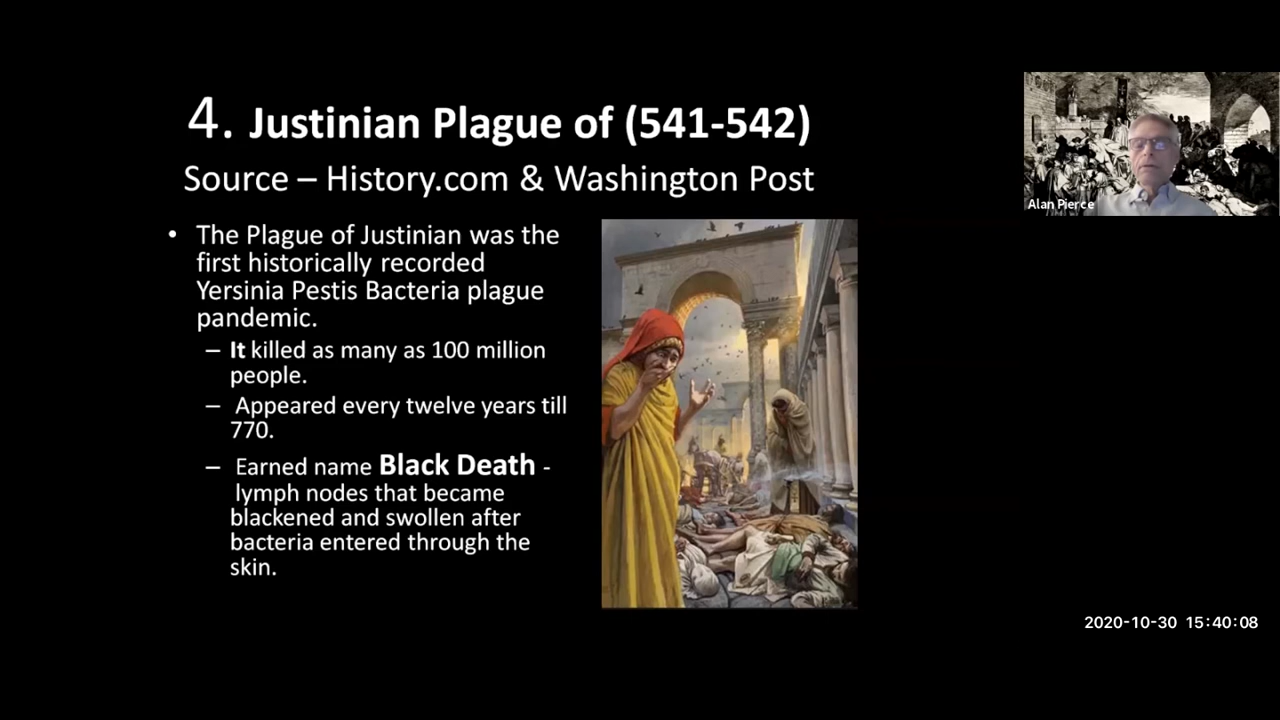 4. Justinian Plague of (541-542)
Source – History.com & Washington Post
• The Plague of Justinian was the
first historically recorded
Yersinia Pestis Bacteria plague
pandemic.
– It killed as many as 100 million
people.
– Appeared every twelve years till
770.
– Earned name Black Death -
lymph nodes that became
blackened and swollen after
bacteria entered through the
skin.
Alan Pierce
2020-10-30 15:40:08